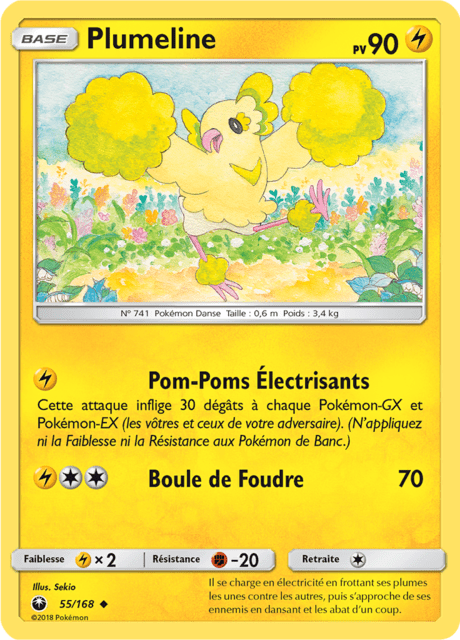 BASE Plumeline PV 90
N° 741 Pokémon Danse Taille : 0,6 m Poids : 3,4 kg
Pom-Poms Électrisants
Cette attaque inflige 30 dégâts à chaque Pokémon-GX et
Pokémon-EX (les vôtres et ceux de votre adversaire). (N'appliquez
ni la Faiblesse ni la Résistance aux Pokémon de Banc.)
Boule de Foudre 70
Faiblesse ×2 Résistance -20 Retraite
Illus. Sekio
55/168
©2018 Pokémon
Il se charge en électricité en frottant ses plumes
les unes contre les autres, puis s'approche de ses
ennemis en dansant et les abat d'un coup.